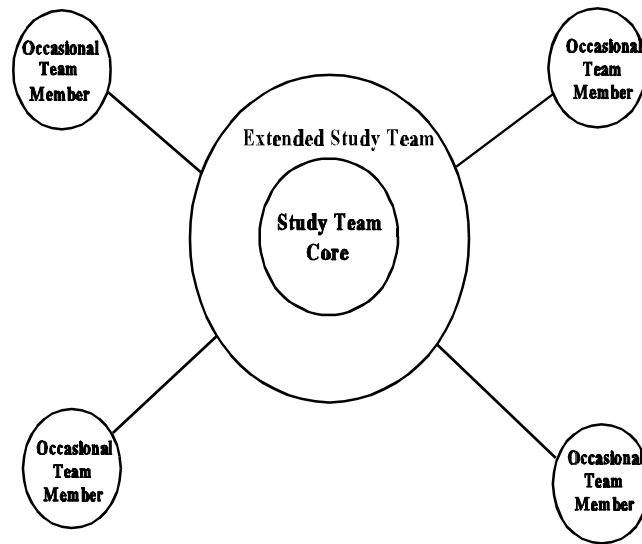 Occasional
Team
Member
Occasional
Team
Member
Extended Study Team
Study Team
Core
Occasional
Team
Member
Occasional
Team
Member